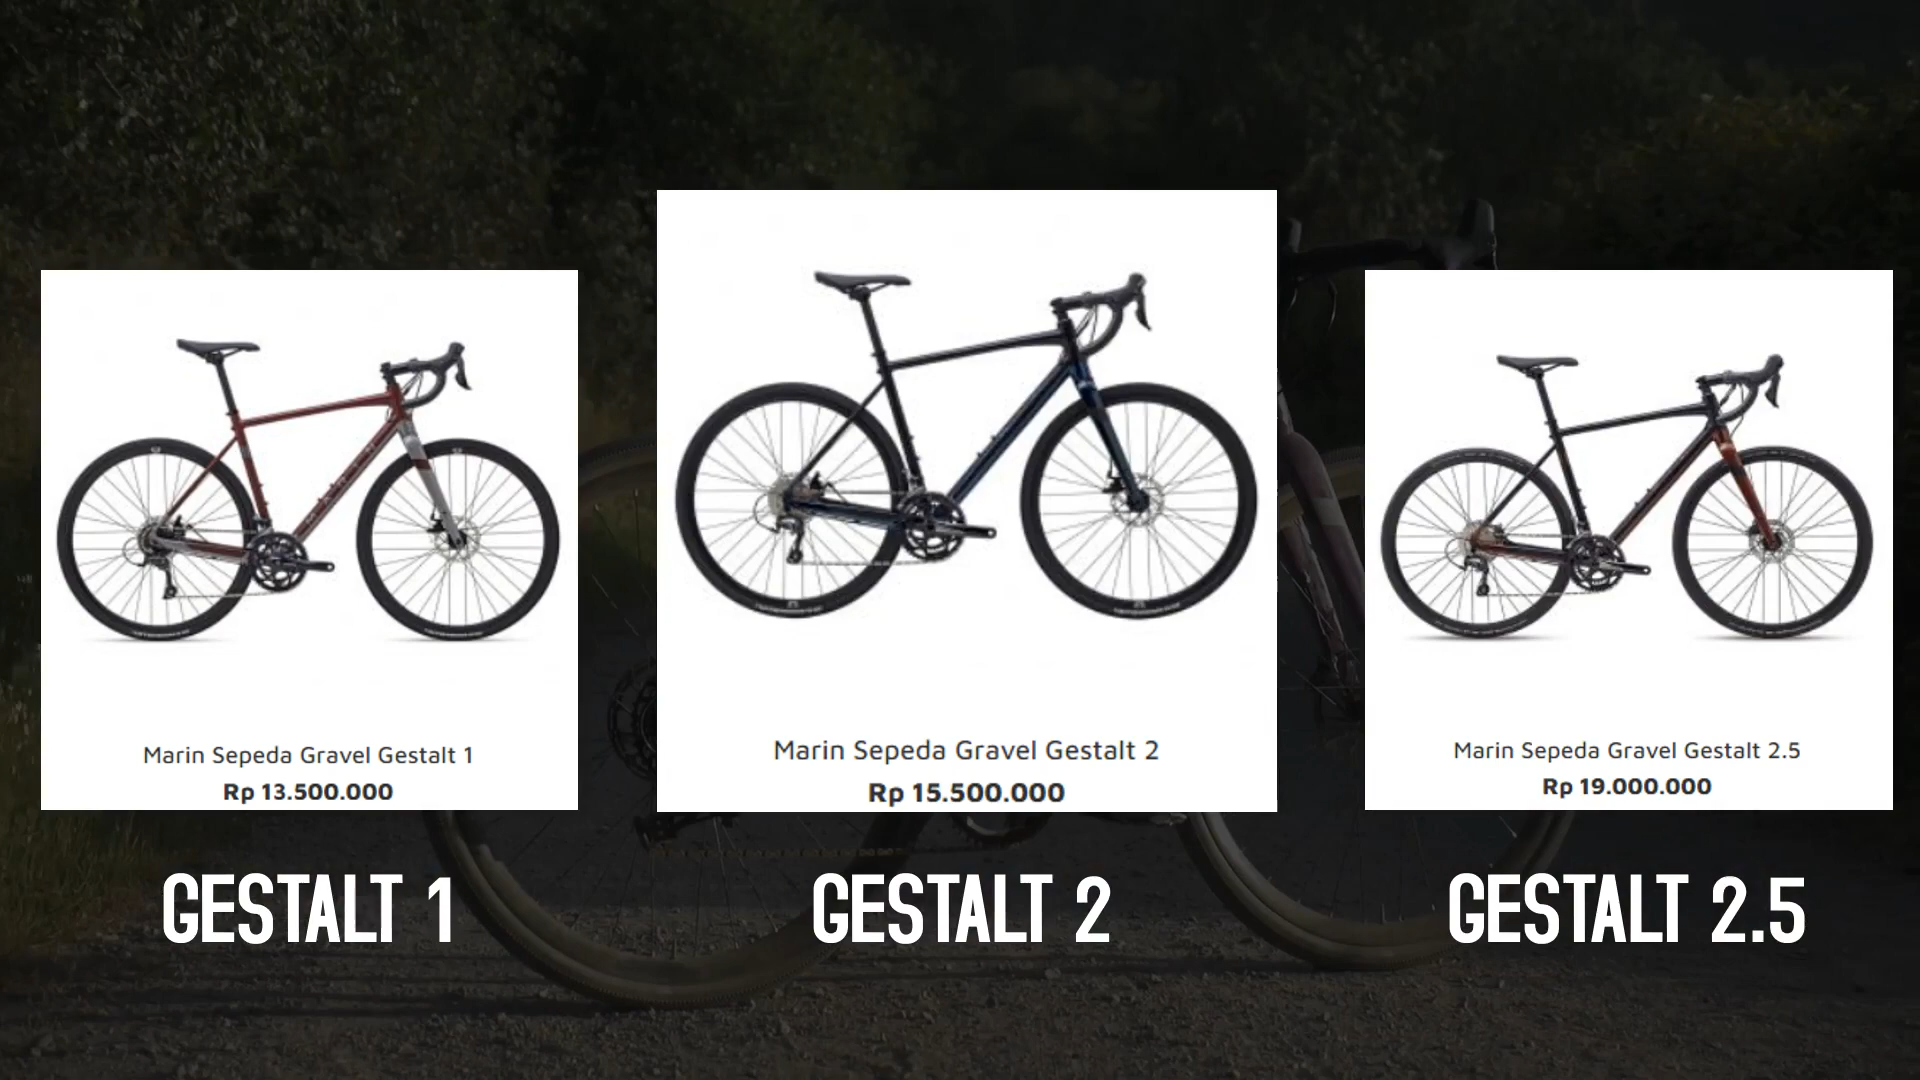 Marin Sepeda Gravel Gestalt 1
Rp 13.500.000
GESTALT 1
Marin Sepeda Gravel Gestalt 2
Rp 15.500.000
GESTALT 2
Marin Sepeda Gravel Gestalt 2.5
Rp 19.000.000
GESTALT 2.5